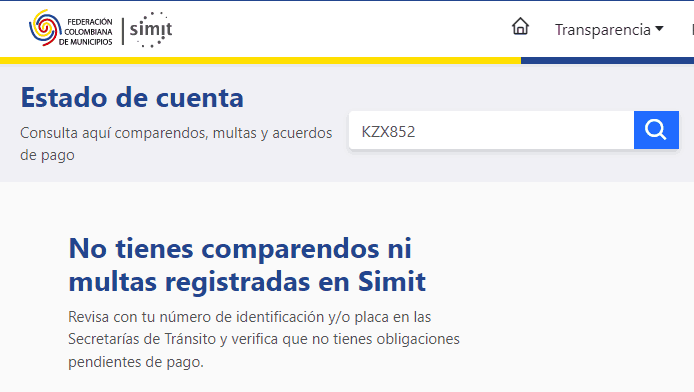 FEDERACIÓN
COLOMBIANA
DE MUNICIPIOS
simit
Transparencia
Estado de cuenta
Consulta aquí comparendos, multas y acuerdos
de pago
KZX852
No tienes comparendos ni
multas registradas en Simit
Revisa con tu número de identificación y/o placa en las
Secretarías de Tránsito y verifica que no tienes obligaciones
pendientes de pago.